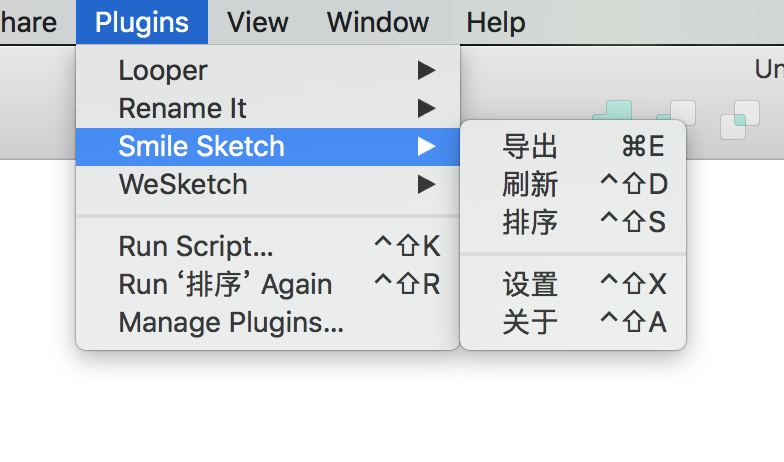 hare Plugins View Window Help
Un
Looper
Rename It
Smile Sketch
WeSketch
Run Script... ⌃⇧K
Run ‘排序’ Again ⌃⇧R
Manage Plugins...
导出 ⌘E
刷新 ⌃⇧D
排序 ⌃⇧S
设置 ⌃⇧X
关于 ⌃⇧A